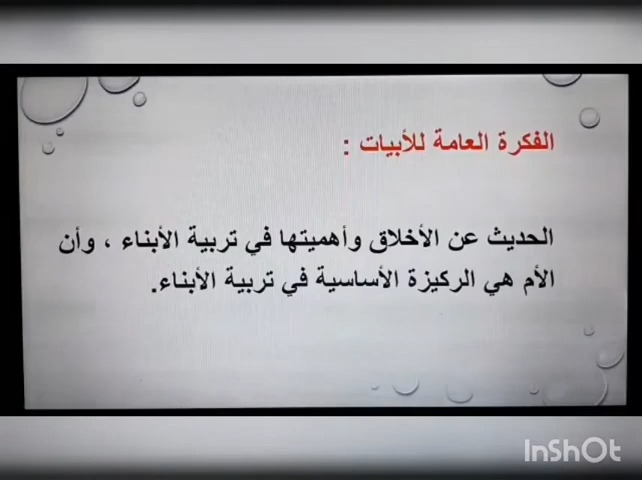 الفكرة العامة للأبيات :
الحديث عن الأخلاق وأهميتها في تربية الأبناء ، وأن
الأم هي الركيزة الأساسية في تربية الأبناء.
InShOt